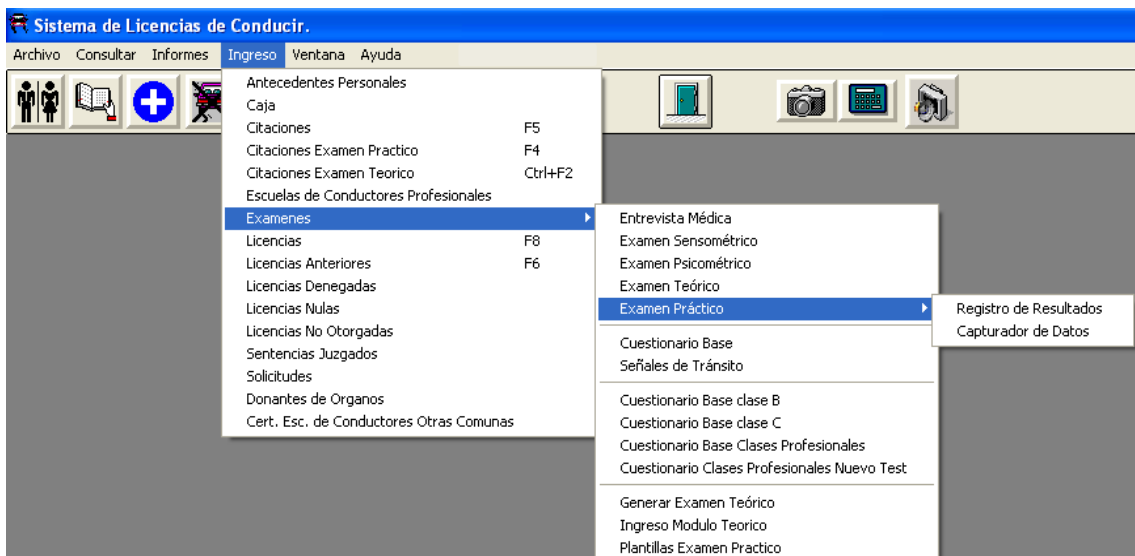 Sistema de Licencias de Conducir.
Archivo Consultar Informes Ingreso Ventana Ayuda
Antecedentes Personales
Caja
Citaciones F5
Citaciones Examen Practico F4
Citaciones Examen Teorico Ctrl+F2
Escuelas de Conductores Profesionales
Examenes
Licencias F8
Licencias Anteriores F6
Licencias Denegadas
Licencias Nulas
Licencias No Otorgadas
Sentencias Juzgados
Solicitudes
Donantes de Organos
Cert. Esc. de Conductores Otras Comunas
Entrevista Médica
Examen Sensométrico
Examen Psicométrico
Examen Teórico
Examen Práctico
Cuestionario Base
Señales de Tránsito
Cuestionario Base clase B
Cuestionario Base clase C
Cuestionario Base Clases Profesionales
Cuestionario Clases Profesionales Nuevo Test
Generar Examen Teórico
Ingreso Modulo Teorico
Plantillas Examen Practico
Registro de Resultados
Capturador de Datos